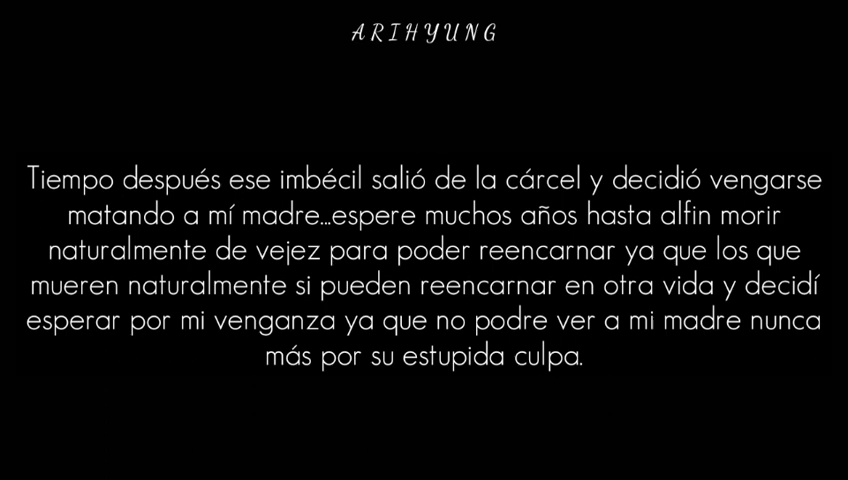 ARIHYUNG
Tiempo después ese imbécil salió de la cárcel y decidió vengarse
matando a mí madre...espere muchos años hasta alfin morir
naturalmente de vejez para poder reencarnar ya que los que
mueren naturalmente si pueden reencarnar en otra vida y decidí
esperar por mi venganza ya que no podre ver a mi madre nunca
más por su estupida culpa.